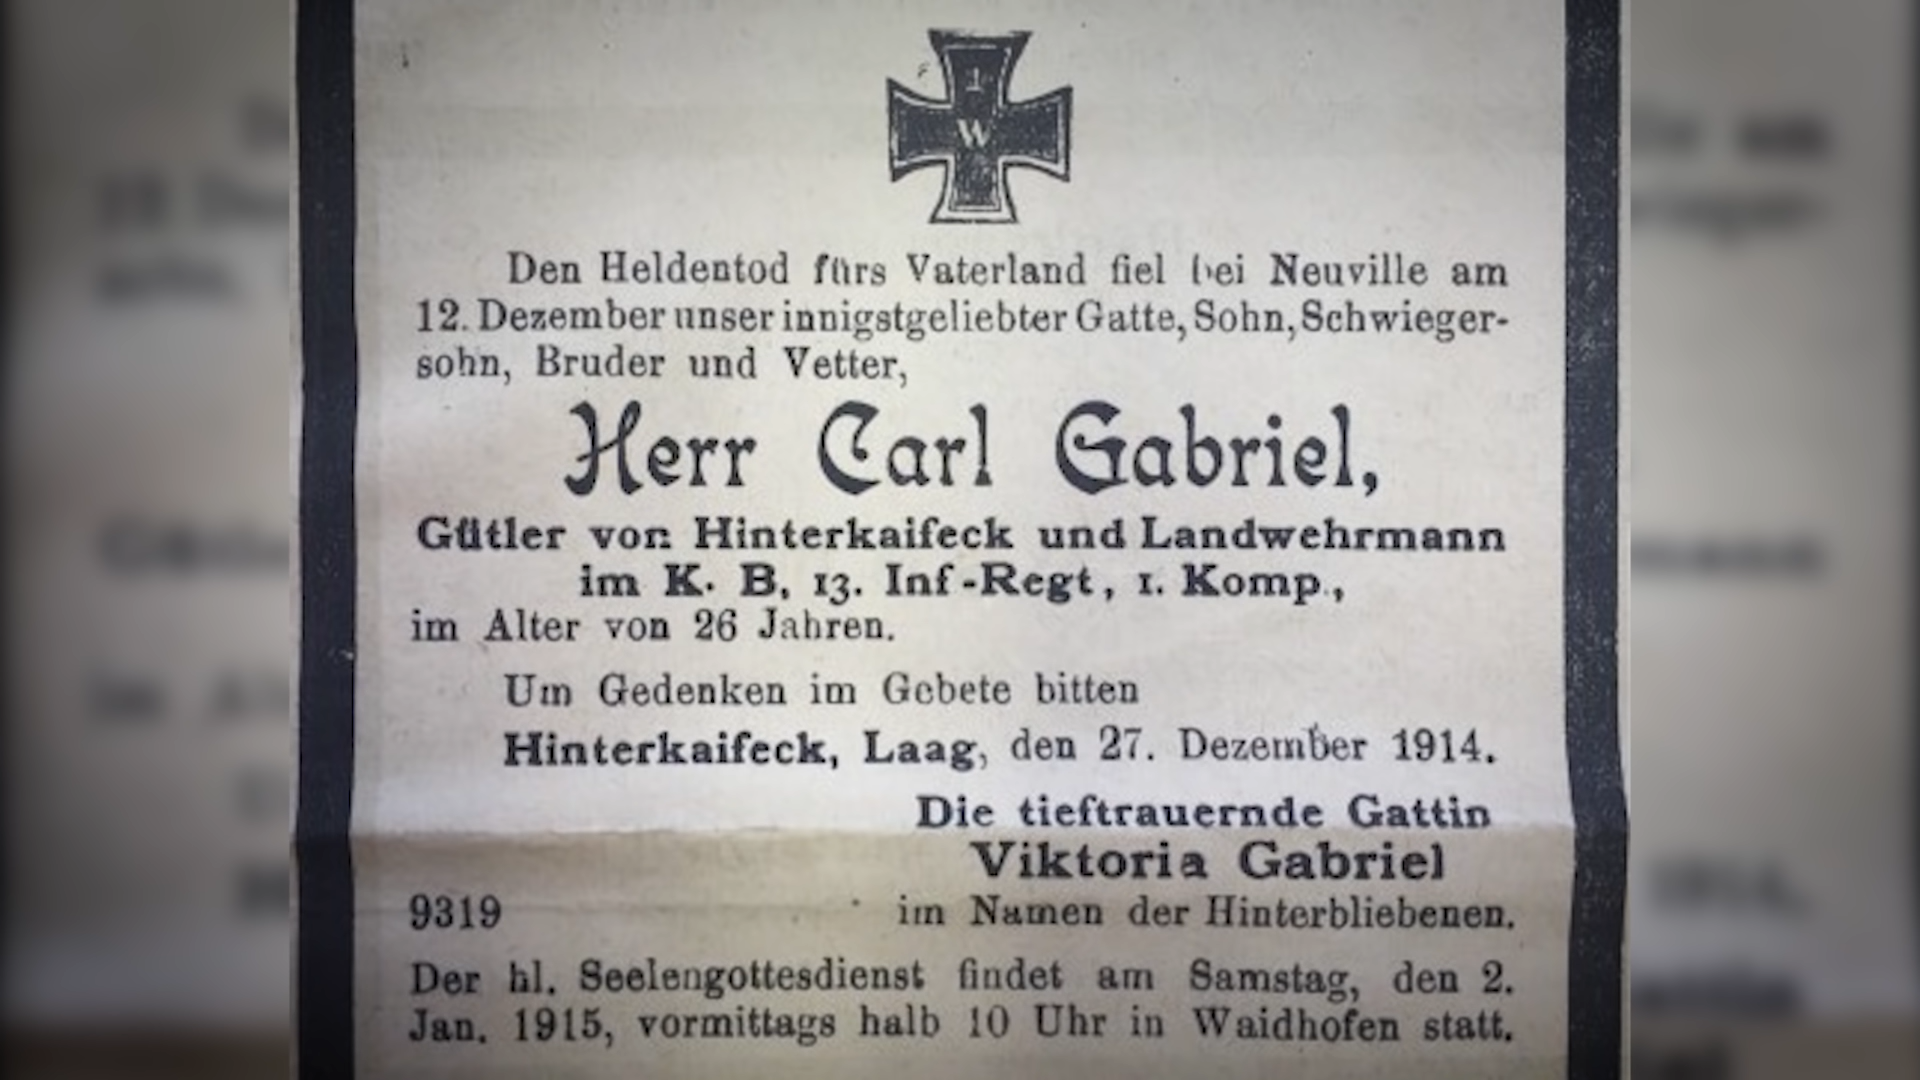 1
W
Den Heldentod fürs Vaterland fiel bei Neuville am
12. Dezember unser innigstgeliebter Gatte, Sohn, Schwieger-
sohn, Bruder und Vetter,
Herr Carl Gabriel,
Gütler von Hinterkaifeck und Landwehrmann
im K. B. 13. Inf-Regt, 1. Komp.,
im Alter von 26 Jahren.
Um Gedenken im Gebete bitten
Hinterkaifeck, Laag, den 27. Dezember 1914.
Die tieftrauernde Gattin
Viktoria Gabriel
9319 im Namen der Hinterbliebenen.
Der hl. Seelengottesdienst findet am Samstag, den 2.
Jan. 1915, vormittags halb 10 Uhr in Waidhofen statt.